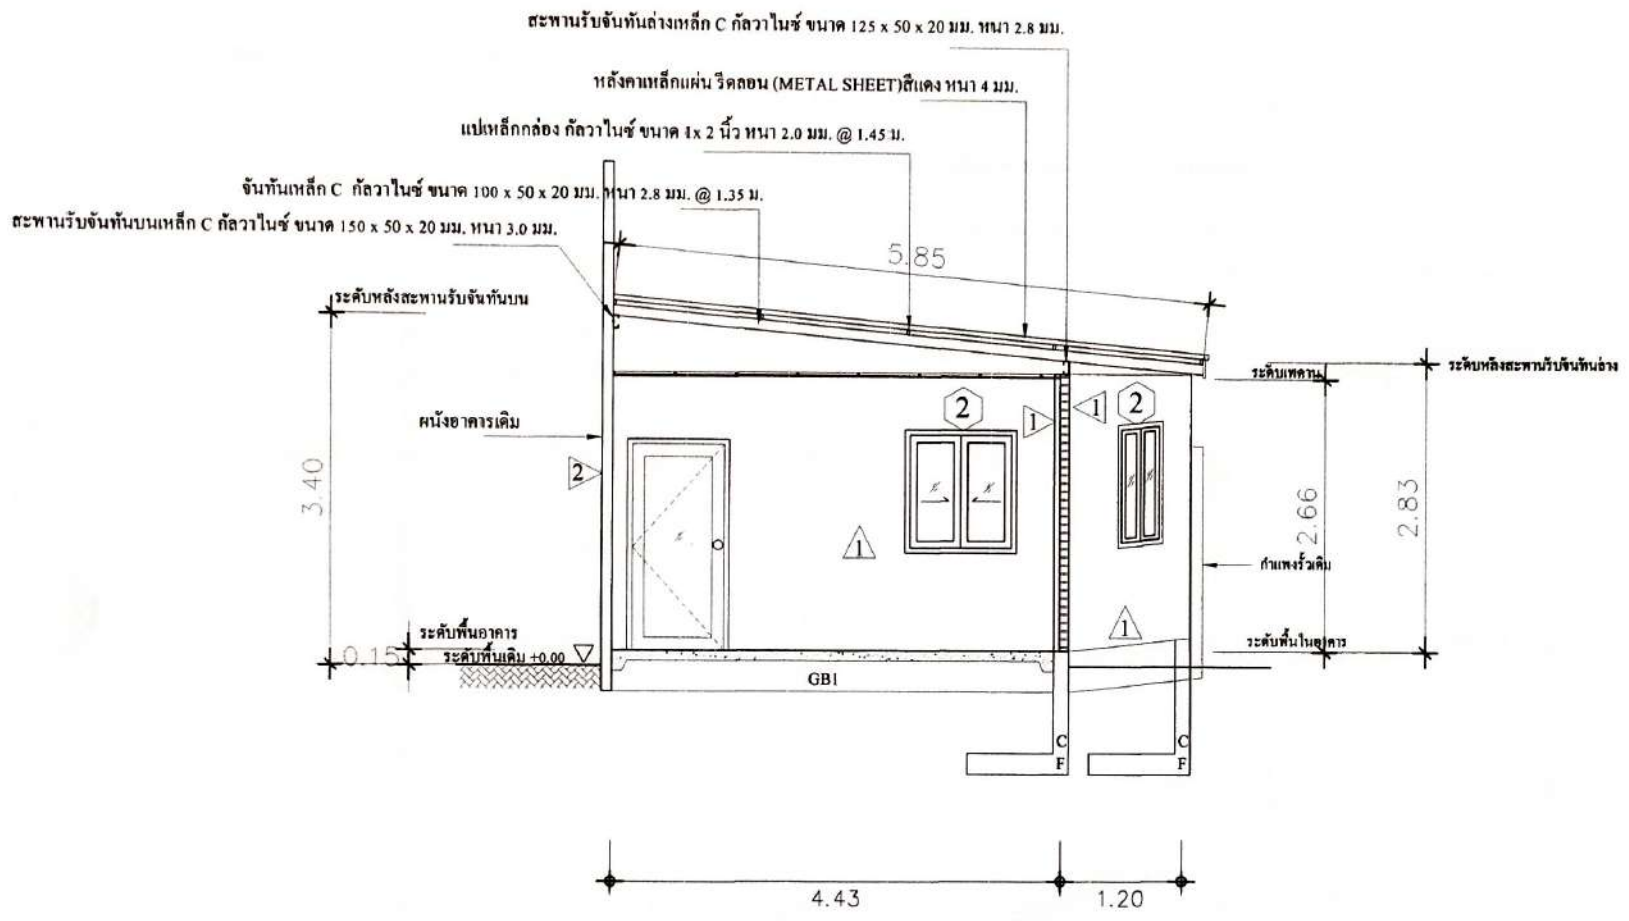 สะพานรับจันทันล่างเหล็ก C กัลวาไนซ์ ขนาด 125 x 50 x 20 มม. หนา 2.8 มม.
หลังคาเหล็กแผ่น รีดลอน (METAL SHEET)สีแดง หนา 4 มม.
แปเหล็กกล่อง กัลวาไนซ์ ขนาด 1x 2 นิ้ว หนา 2.0 มม. @ 1.45 ม.
จันทันเหล็ก C กัลวาไนซ์ ขนาด 100 x 50 x 20 มม. หนา 2.8 มม. @ 1.35 ม.
สะพานรับจันทันบนเหล็ก C กัลวาไนซ์ ขนาด 150 x 50 x 20 มม. หนา 3.0 มม.
5.85
ระดับหลังสะพานรับจันทันบน
ระดับเพดาน
ระดับหลังสะพานรับจันทันล่าง
2
1
1
2
ผนังอาคารเดิม
2
3.40
2.66
2.83
1
กำแพงรั้วเดิม
1
ระดับพื้นอาคาร
ระดับพื้นในอาคาร
0.15
ระดับพื้นเดิม +0.00
GB1
C
F
C
F
4.43
1.20